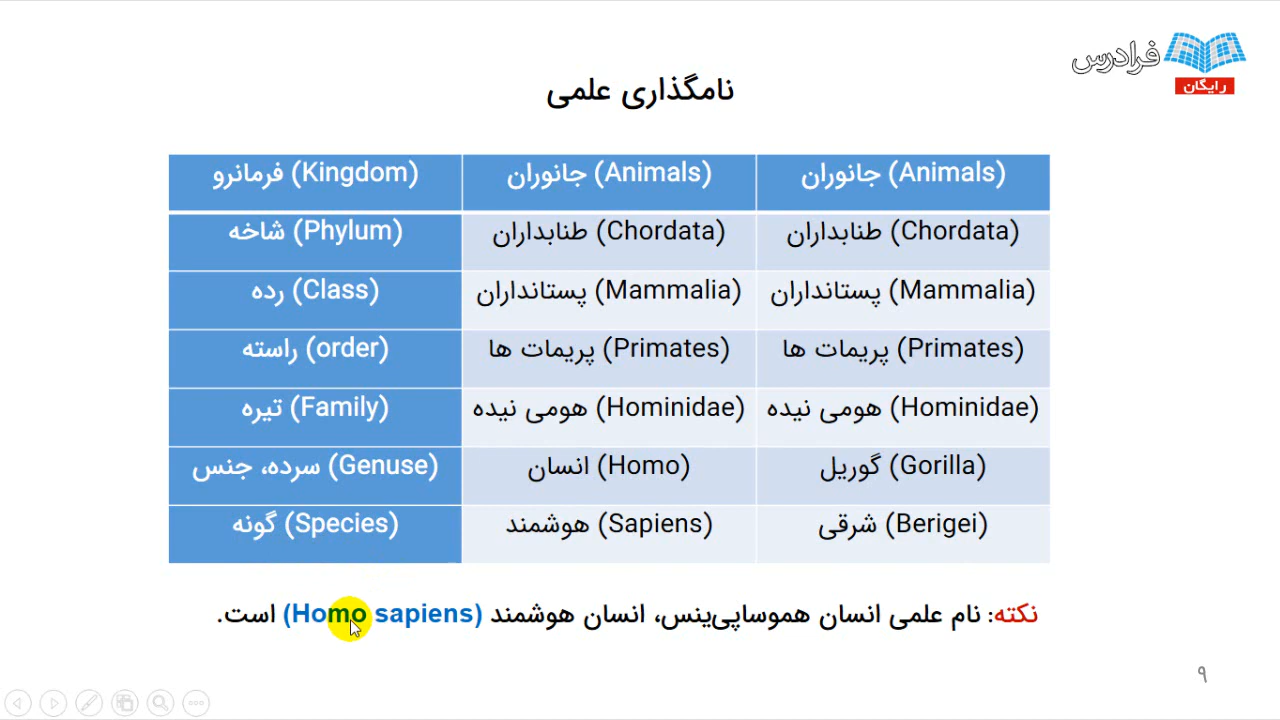 فرادرس
رایگان
نامگذاری علمی
جانوران (Animals) جانوران (Animals) فرمانرو (Kingdom)
طنابداران (Chordata) طنابداران (Chordata) شاخه (Phylum)
پستانداران (Mammalia) پستانداران (Mammalia) رده (Class)
پریمات ها (Primates) پریمات ها (Primates) راسته (order)
هومی نیده (Hominidae) هومی نیده (Hominidae) تیره (Family)
گوریل (Gorilla) انسان (Homo) سرده، جنس (Genuse)
شرقی (Berigei) هوشمند (Sapiens) گونه (Species)
نکته: نام علمی انسان هموساپی‌ینس، انسان هوشمند (Homo sapiens) است.
۹